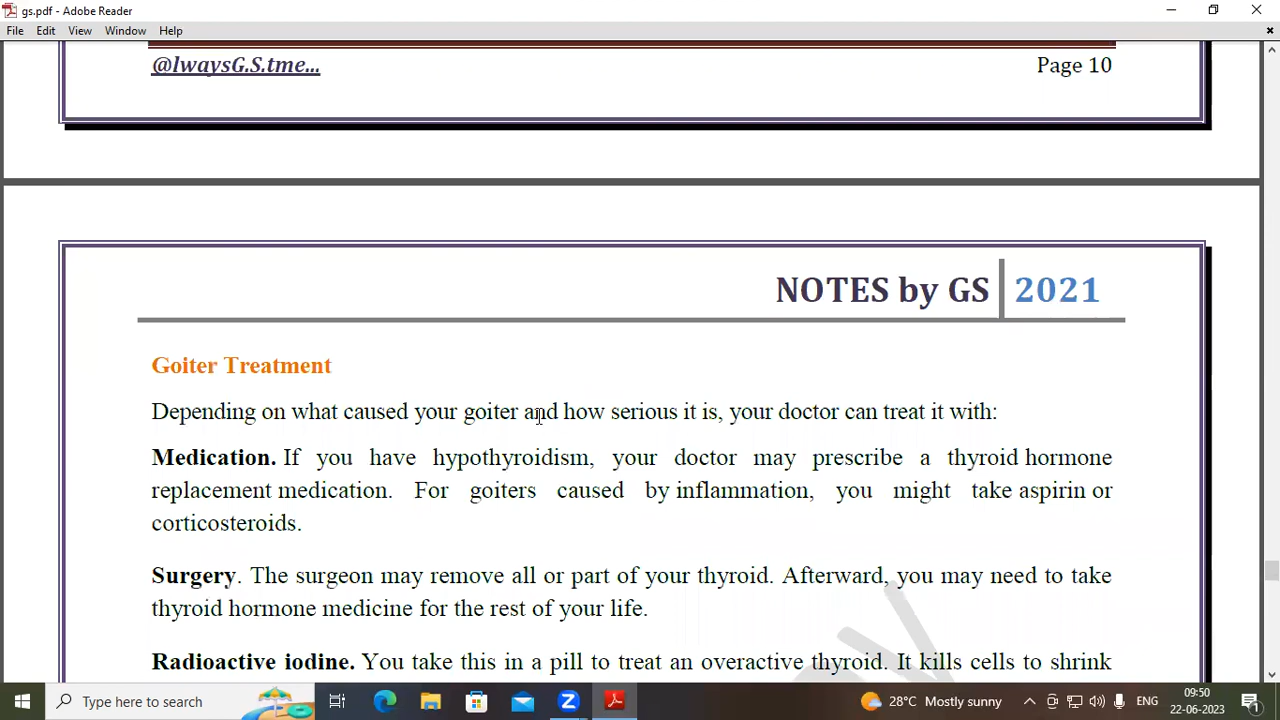 gs.pdf - Adobe Reader
File Edit View Window Help
@lwaysG.S.tme...
Page 10
NOTES by GS 2021
Goiter Treatment
Depending on what caused your goiter and how serious it is, your doctor can treat it with:
Medication. If you have hypothyroidism, your doctor may prescribe a thyroid hormone
replacement medication. For goiters caused by inflammation, you might take aspirin or
corticosteroids.
Surgery. The surgeon may remove all or part of your thyroid. Afterward, you may need to take
thyroid hormone medicine for the rest of your life.
Radioactive iodine. You take this in a pill to treat an overactive thyroid. It kills cells to shrink
Type here to search
28°C Mostly sunny
ENG
09:50
22-06-2023
1